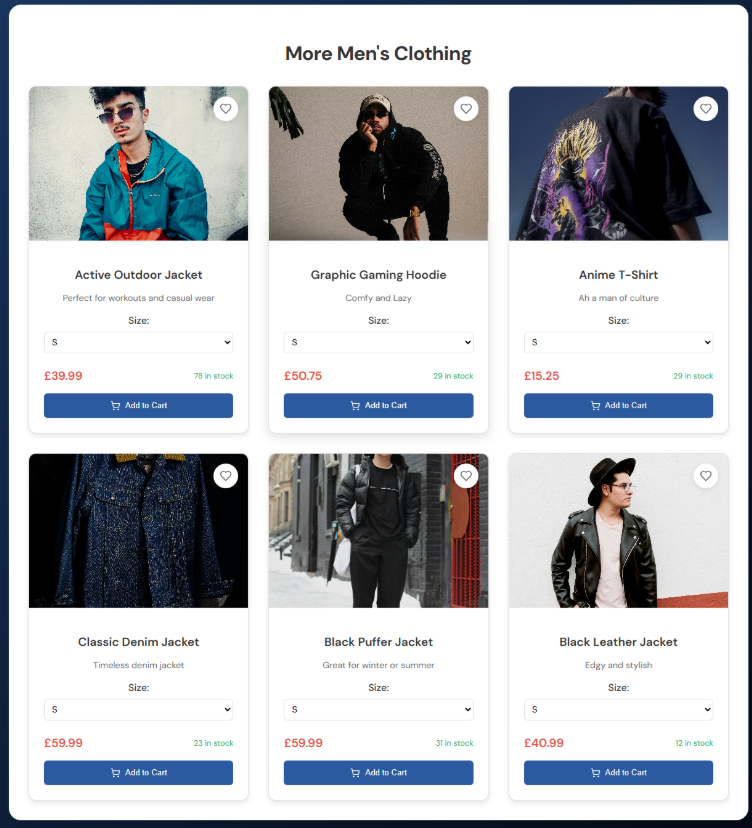 More Men's Clothing
Active Outdoor Jacket
Perfect for workouts and casual wear
Size:
S
£39.99
78 in stock
Add to Cart
Graphic Gaming Hoodie
Comfy and Lazy
Size:
S
£50.75
29 in stock
Add to Cart
Anime T-Shirt
Ah a man of culture
Size:
S
£15.25
29 in stock
Add to Cart
Classic Denim Jacket
Timeless denim jacket
Size:
S
£59.99
23 in stock
Add to Cart
Black Puffer Jacket
Great for winter or summer
Size:
S
£59.99
31 in stock
Add to Cart
Black Leather Jacket
Edgy and stylish
Size:
S
£40.99
12 in stock
Add to Cart